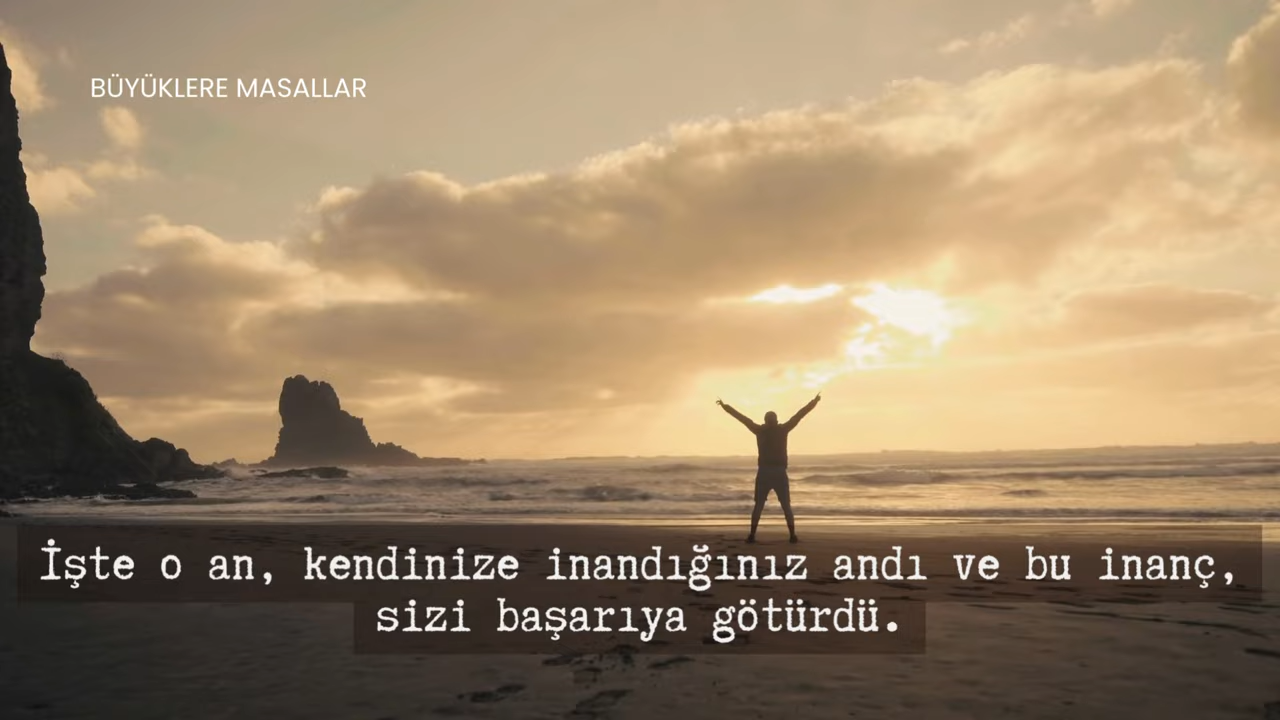 BÜYÜKLERE MASALLAR
İşte o an, kendinize inandığınız andı ve bu inanç,
sizi başarıya götürdü.